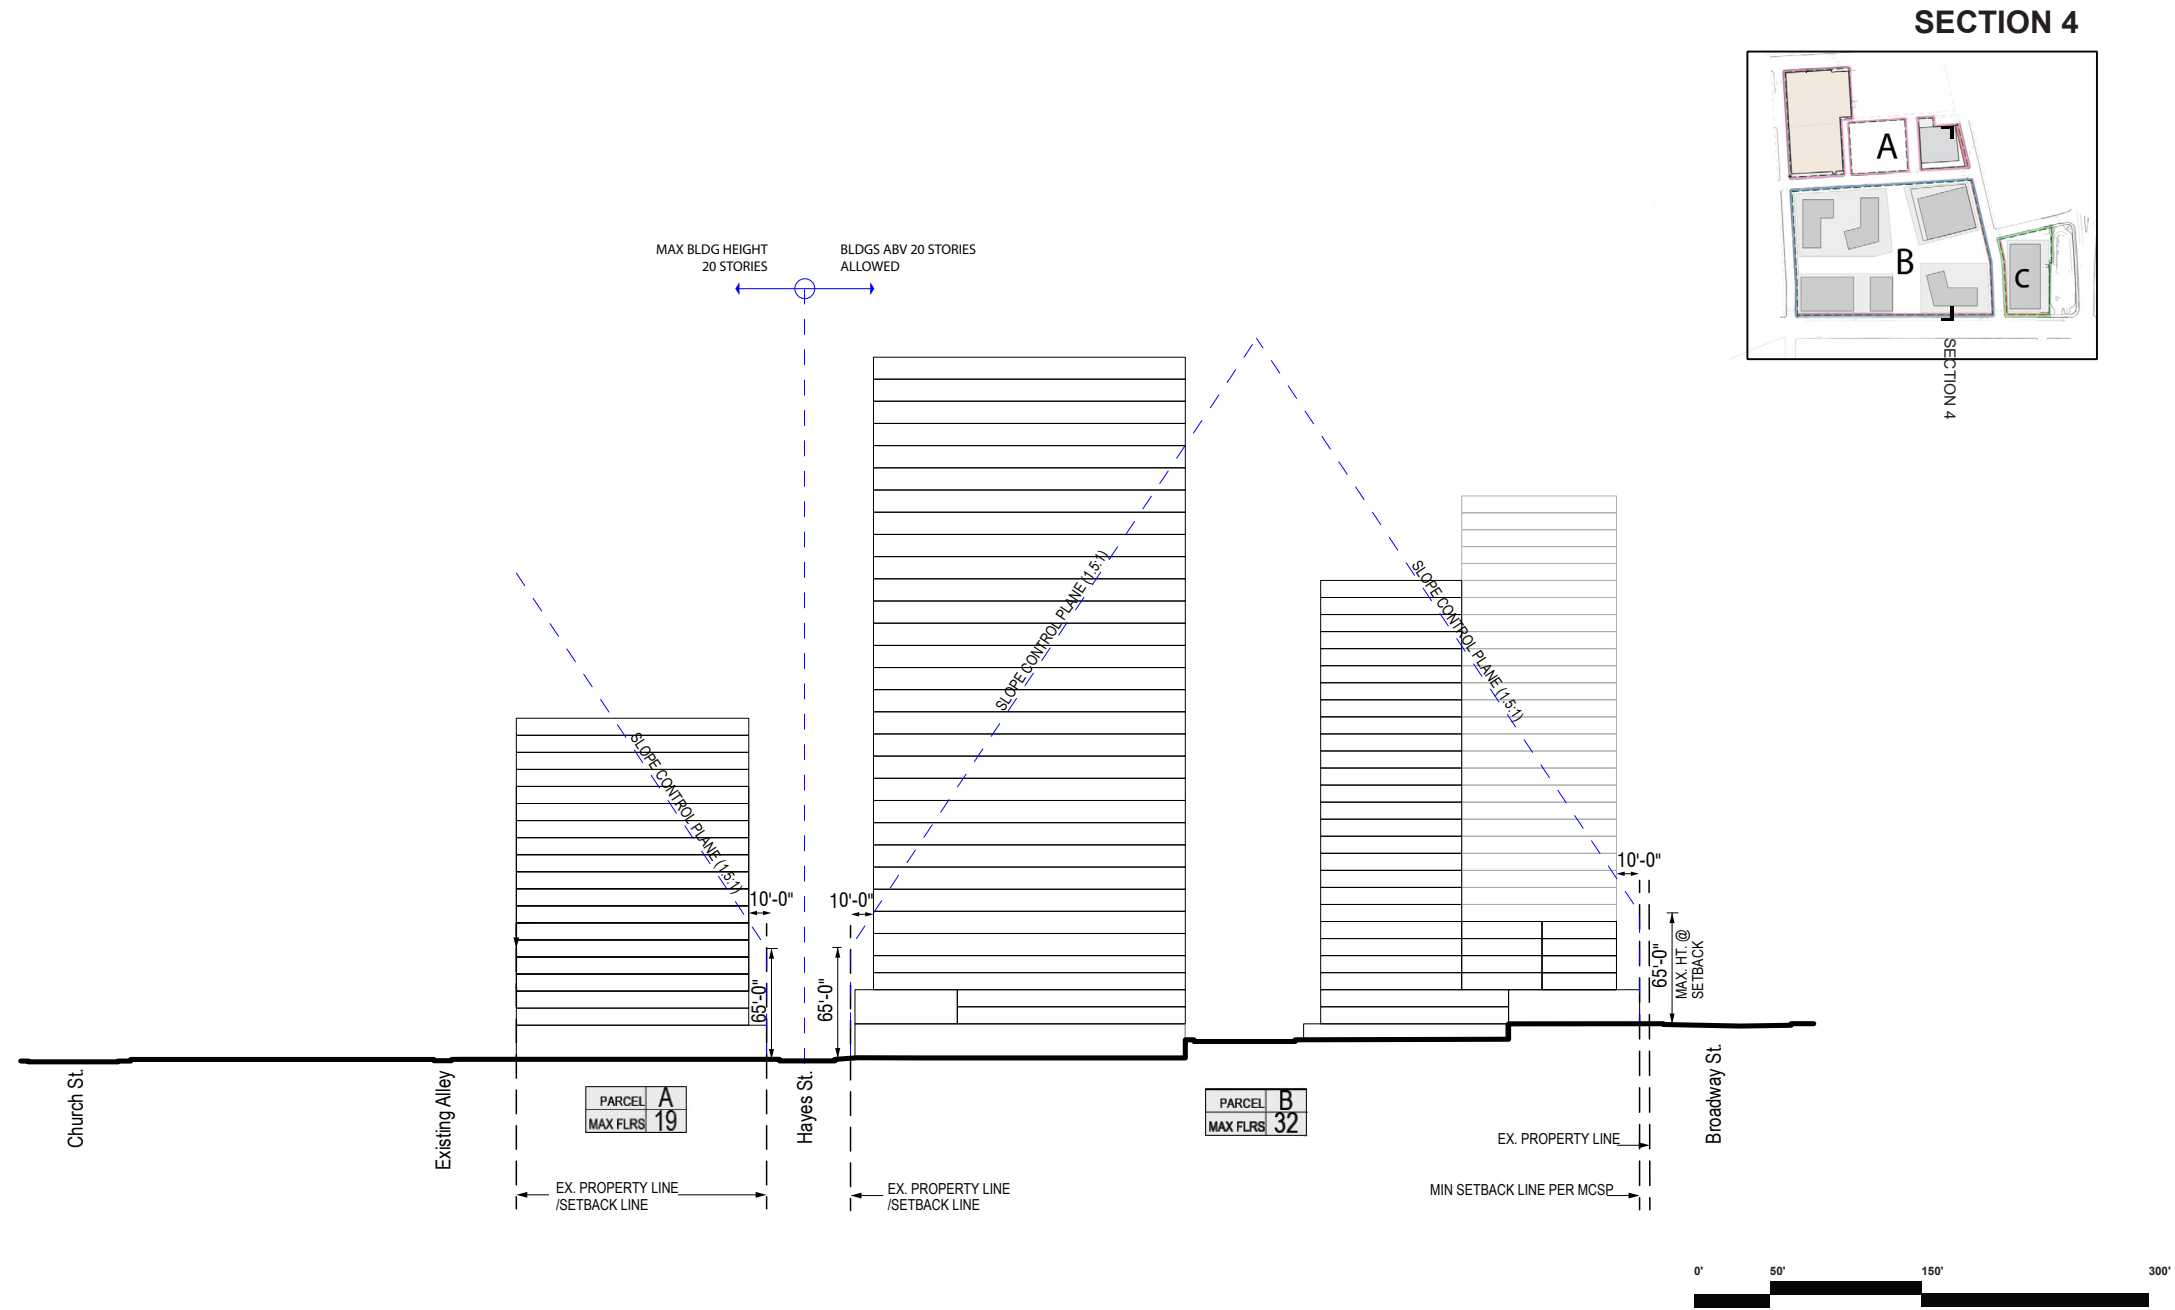 SECTION 4
A
B
C
SECTION 4
MAX BLDG HEIGHT
20 STORIES
BLDGS ABV 20 STORIES
ALLOWED
SLOPE CONTROL PLANE (1.5:1)
SLOPE CONTROL PLANE (1.5:1)
SLOPE CONTROL PLANE (1.5:1)
10'-0"
10'-0"
10'-0"
65'-0"
65'-0"
65'-0"
MAX. HT. @
SETBACK
Church St.
Existing Alley
PARCEL A
MAX FLRS 19
Hayes St.
PARCEL B
MAX FLRS 32
Broadway St.
EX. PROPERTY LINE
/SETBACK LINE
EX. PROPERTY LINE
/SETBACK LINE
EX. PROPERTY LINE
MIN SETBACK LINE PER MCSP
0' 50' 150' 300'